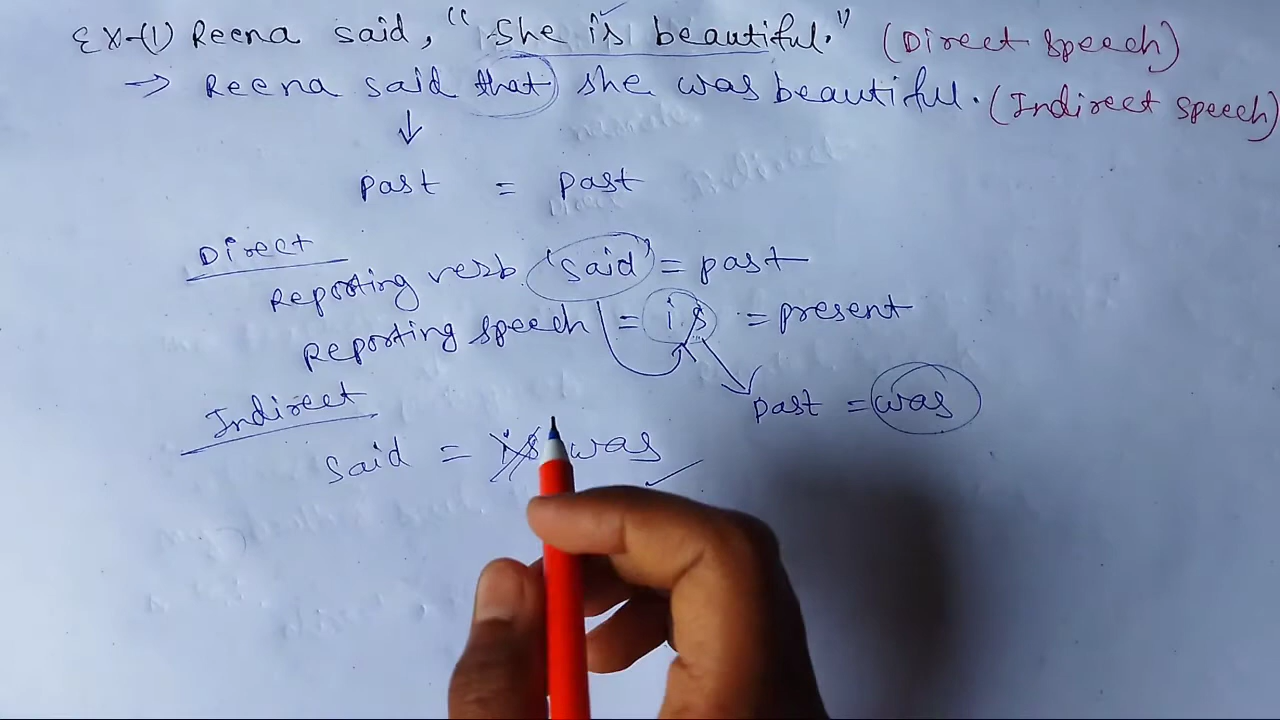 Ex-(1) Reena said, "She is beautiful." (Direct Speech)
→ Reena said that she was beautiful. (Indirect speech)
↓
past = past
Direct
Reporting verb 'said' = past
Reporting speech = is = present
past = was
Indirect
said = is was